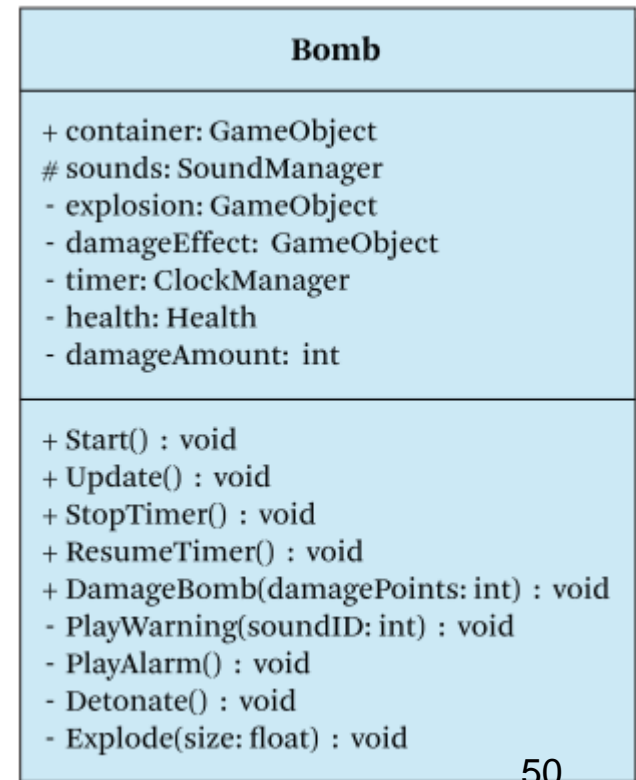 Bomb
+ container: GameObject
# sounds: SoundManager
- explosion: GameObject
- damageEffect: GameObject
- timer: ClockManager
- health: Health
- damageAmount: int
+ Start() : void
+ Update() : void
+ StopTimer() : void
+ ResumeTimer() : void
+ DamageBomb(damagePoints: int) : void
- PlayWarning(soundID: int) : void
- PlayAlarm() : void
- Detonate() : void
- Explode(size: float) : void
50